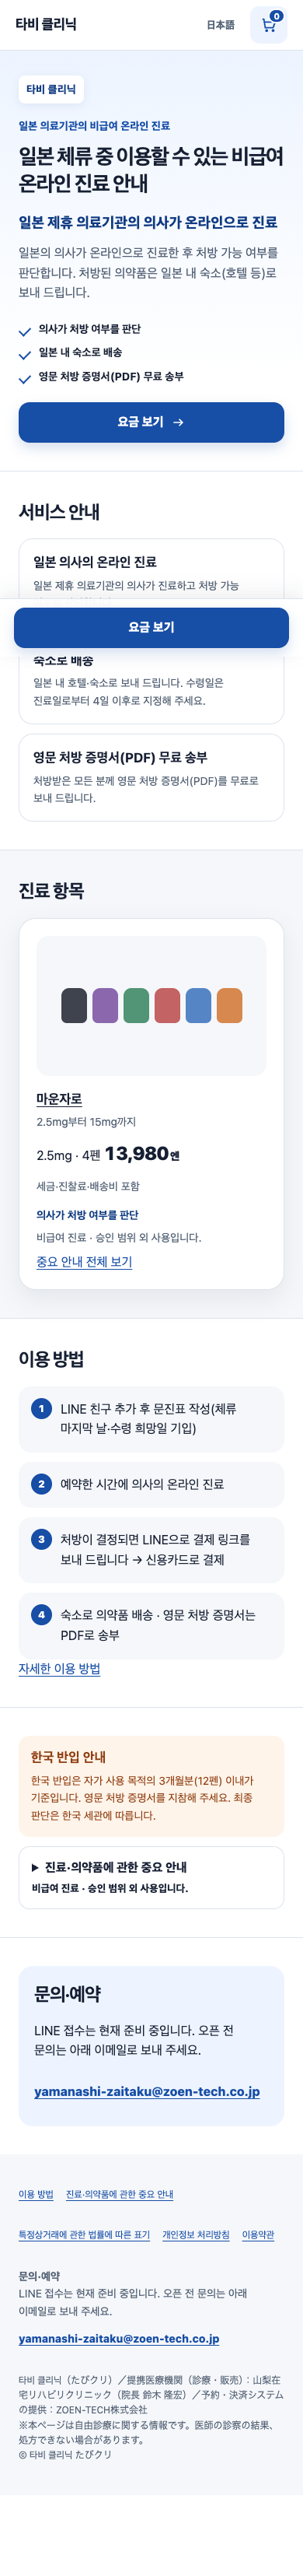 타비 클리닉
日本語
0
타비 클리닉
일본 의료기관의 비급여 온라인 진료
일본 체류 중 이용할 수 있는 비급여
온라인 진료 안내
일본 제휴 의료기관의 의사가 온라인으로 진료
일본의 의사가 온라인으로 진료한 후 처방 가능 여부를
판단합니다. 처방된 의약품은 일본 내 숙소(호텔 등)로
보내 드립니다.
의사가 처방 여부를 판단
일본 내 숙소로 배송
영문 처방 증명서(PDF) 무료 송부
요금 보기 →
서비스 안내
일본 의사의 온라인 진료
일본 제휴 의료기관의 의사가 진료하고 처방 가능
요금 보기
숙소로 배송
일본 내 호텔·숙소로 보내 드립니다. 수령일은
진료일로부터 4일 이후로 지정해 주세요.
영문 처방 증명서(PDF) 무료 송부
처방받은 모든 분께 영문 처방 증명서(PDF)를 무료로
보내 드립니다.
진료 항목
마운자로
2.5mg부터 15mg까지
2.5mg · 4펜 13,980엔
세금·진찰료·배송비 포함
의사가 처방 여부를 판단
비급여 진료 · 승인 범위 외 사용입니다.
중요 안내 전체 보기
이용 방법
1 LINE 친구 추가 후 문진표 작성(체류
마지막 날·수령 희망일 기입)
2 예약한 시간에 의사의 온라인 진료
3 처방이 결정되면 LINE으로 결제 링크를
보내 드립니다 → 신용카드로 결제
4 숙소로 의약품 배송 · 영문 처방 증명서는
PDF로 송부
자세한 이용 방법
한국 반입 안내
한국 반입은 자가 사용 목적의 3개월분(12펜) 이내가
기준입니다. 영문 처방 증명서를 지참해 주세요. 최종
판단은 한국 세관에 따릅니다.
▶ 진료·의약품에 관한 중요 안내
비급여 진료 · 승인 범위 외 사용입니다.
문의·예약
LINE 접수는 현재 준비 중입니다. 오픈 전
문의는 아래 이메일로 보내 주세요.
yamanashi-zaitaku@zoen-tech.co.jp
이용 방법 진료·의약품에 관한 중요 안내
특정상거래에 관한 법률에 따른 표기 개인정보 처리방침 이용약관
문의·예약
LINE 접수는 현재 준비 중입니다. 오픈 전 문의는 아래
이메일로 보내 주세요.
yamanashi-zaitaku@zoen-tech.co.jp
타비 클리닉（たびクリ）／提携医療機関（診療・販売）：山梨在
宅リハビリクリニック（院長 鈴木 隆宏）／予約・決済システム
の提供：ZOEN-TECH株式会社
※本ページは自由診療に関する情報です。医師の診察の結果、
処方できない場合があります。
© 타비 클리닉 たびクリ